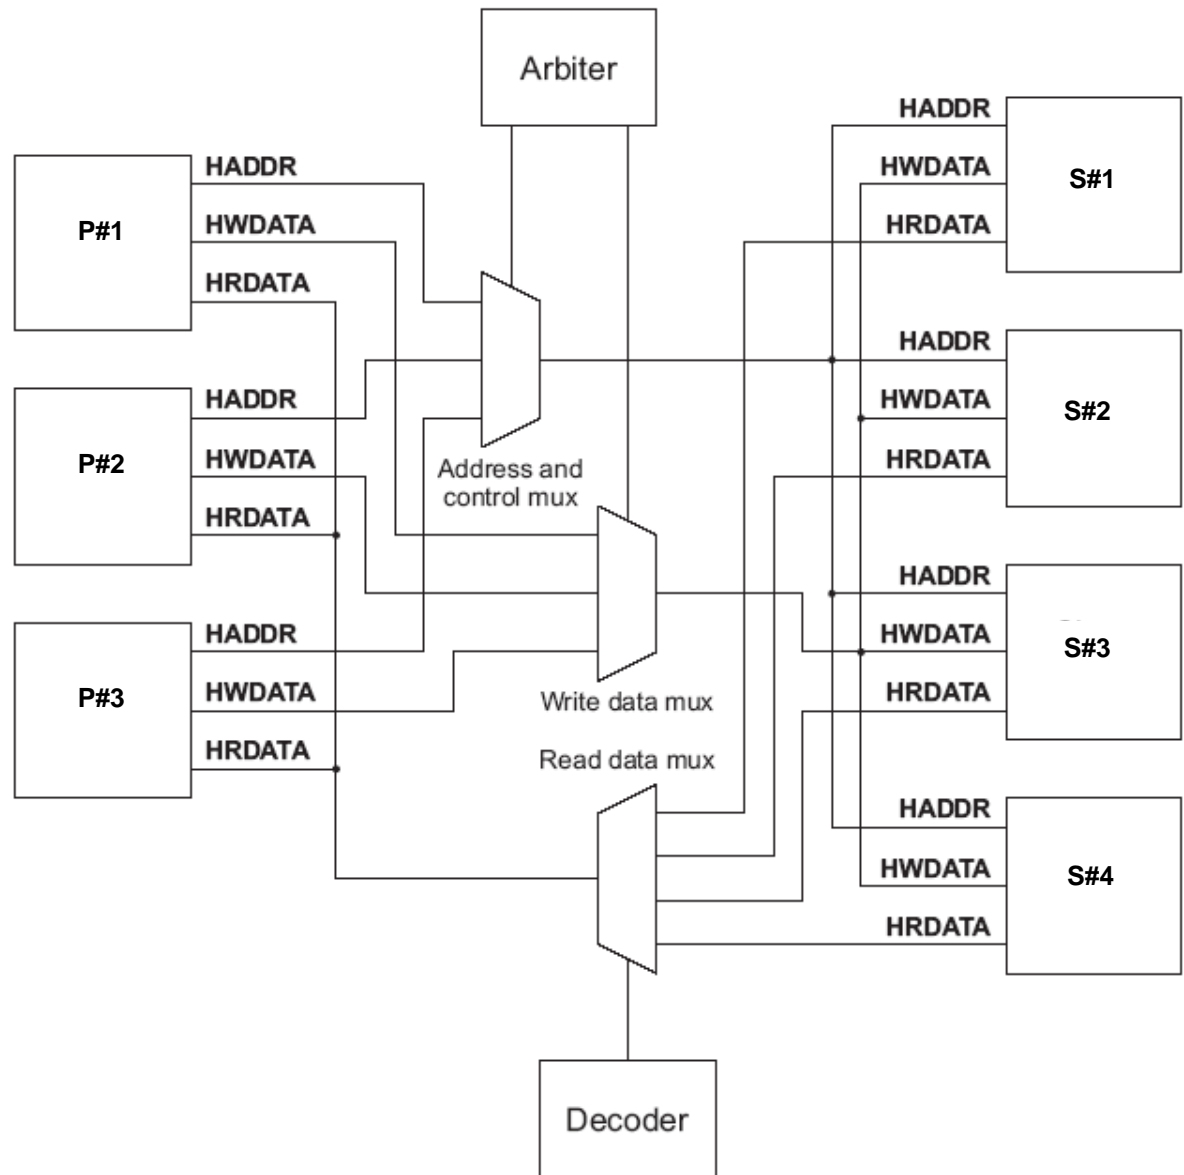 Arbiter
HADDR
P#1
HWDATA
HRDATA
HADDR
P#2
HWDATA
HRDATA
HADDR
P#3
HWDATA
HRDATA
Address and
control mux
Write data mux
Read data mux
HADDR
HWDATA
S#1
HRDATA
HADDR
HWDATA
S#2
HRDATA
HADDR
HWDATA
S#3
HRDATA
HADDR
HWDATA
S#4
HRDATA
Decoder